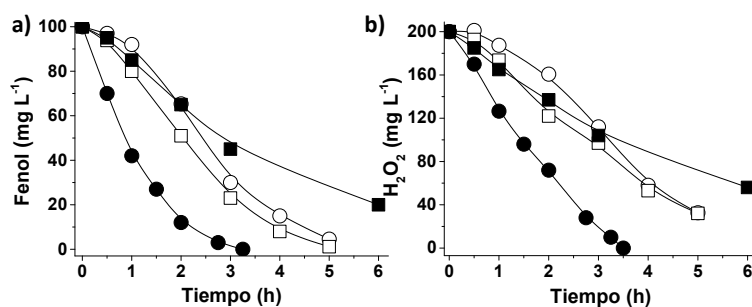 a)
Fenol (mg L⁻¹)
100
80
60
40
20
0
0 1 2 3 4 5 6
Tiempo (h)
b)
H₂O₂ (mg L⁻¹)
200
160
120
80
40
0
0 1 2 3 4 5 6
Tiempo (h)